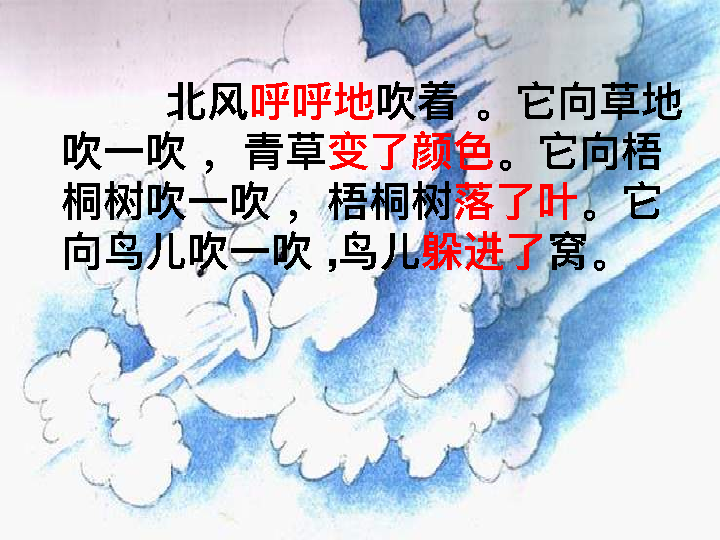 北风呼呼地吹着 。它向草地
吹一吹 ，青草变了颜色。它向梧
桐树吹一吹 ，梧桐树落了叶。它
向鸟儿吹一吹 ,鸟儿躲进了窝。